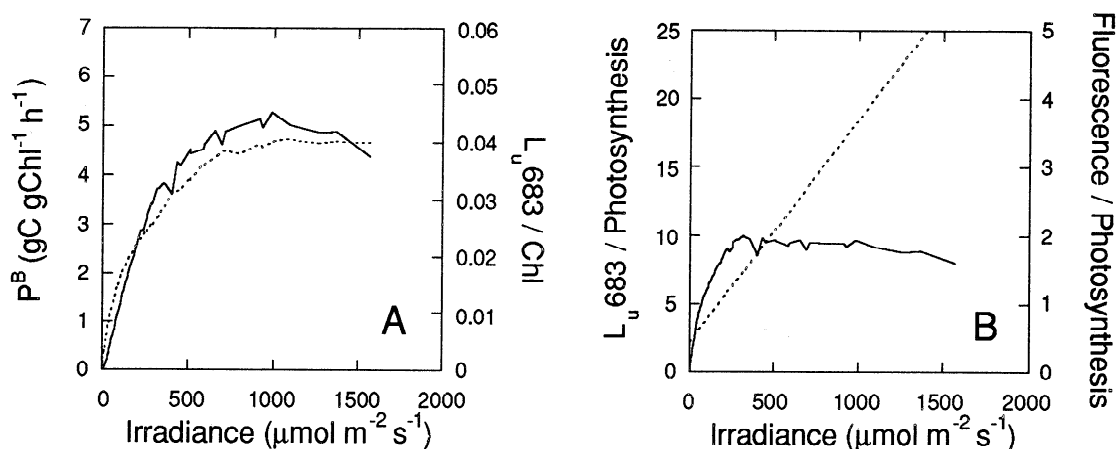 7
6
5
4
3
2
1
0
P^B (gC gChl^-1 h^-1)
0.06
0.05
0.04
0.03
0.02
0.01
0
L_u683 / Chl
A
0 500 1000 1500 2000
Irradiance (μmol m^-2 s^-1)
25
20
15
10
5
0
L_u683 / Photosynthesis
5
4
3
2
1
0
Fluorescence / Photosynthesis
B
0 500 1000 1500 2000
Irradiance (μmol m^-2 s^-1)